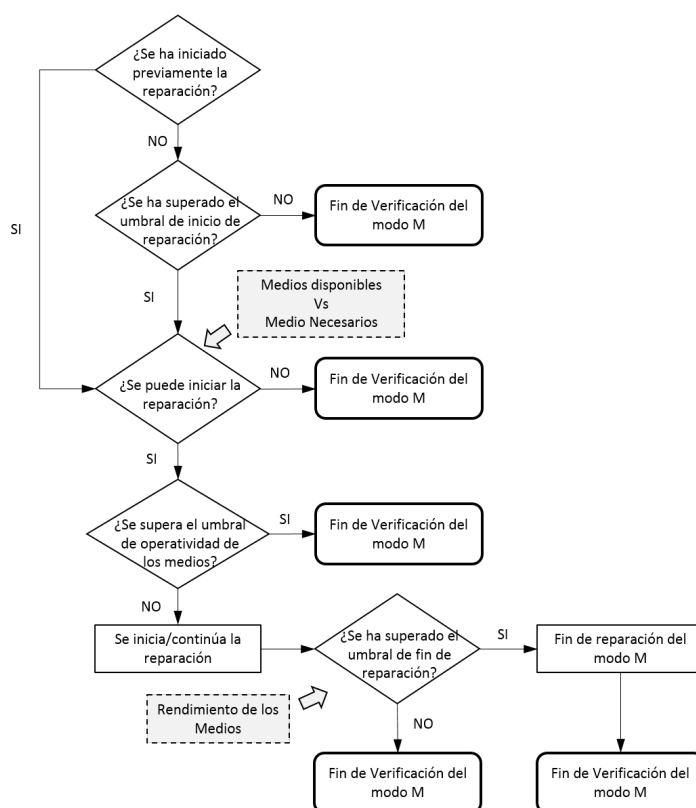 ¿Se ha iniciado
previamente la
reparación?
NO
SI
¿Se ha superado el
umbral de inicio de
reparación?
NO
Fin de Verificación del
modo M
SI
Medios disponibles
Vs
Medio Necesarios
¿Se puede iniciar la
reparación?
NO
Fin de Verificación del
modo M
SI
¿Se supera el umbral
de operatividad de
los medios?
SI
Fin de Verificación del
modo M
NO
Se inicia/continúa la
reparación
¿Se ha superado el
umbral de fin de
reparación?
SI
Fin de reparación del
modo M
Rendimiento de los
Medios
NO
Fin de Verificación del
modo M
Fin de Verificación del
modo M